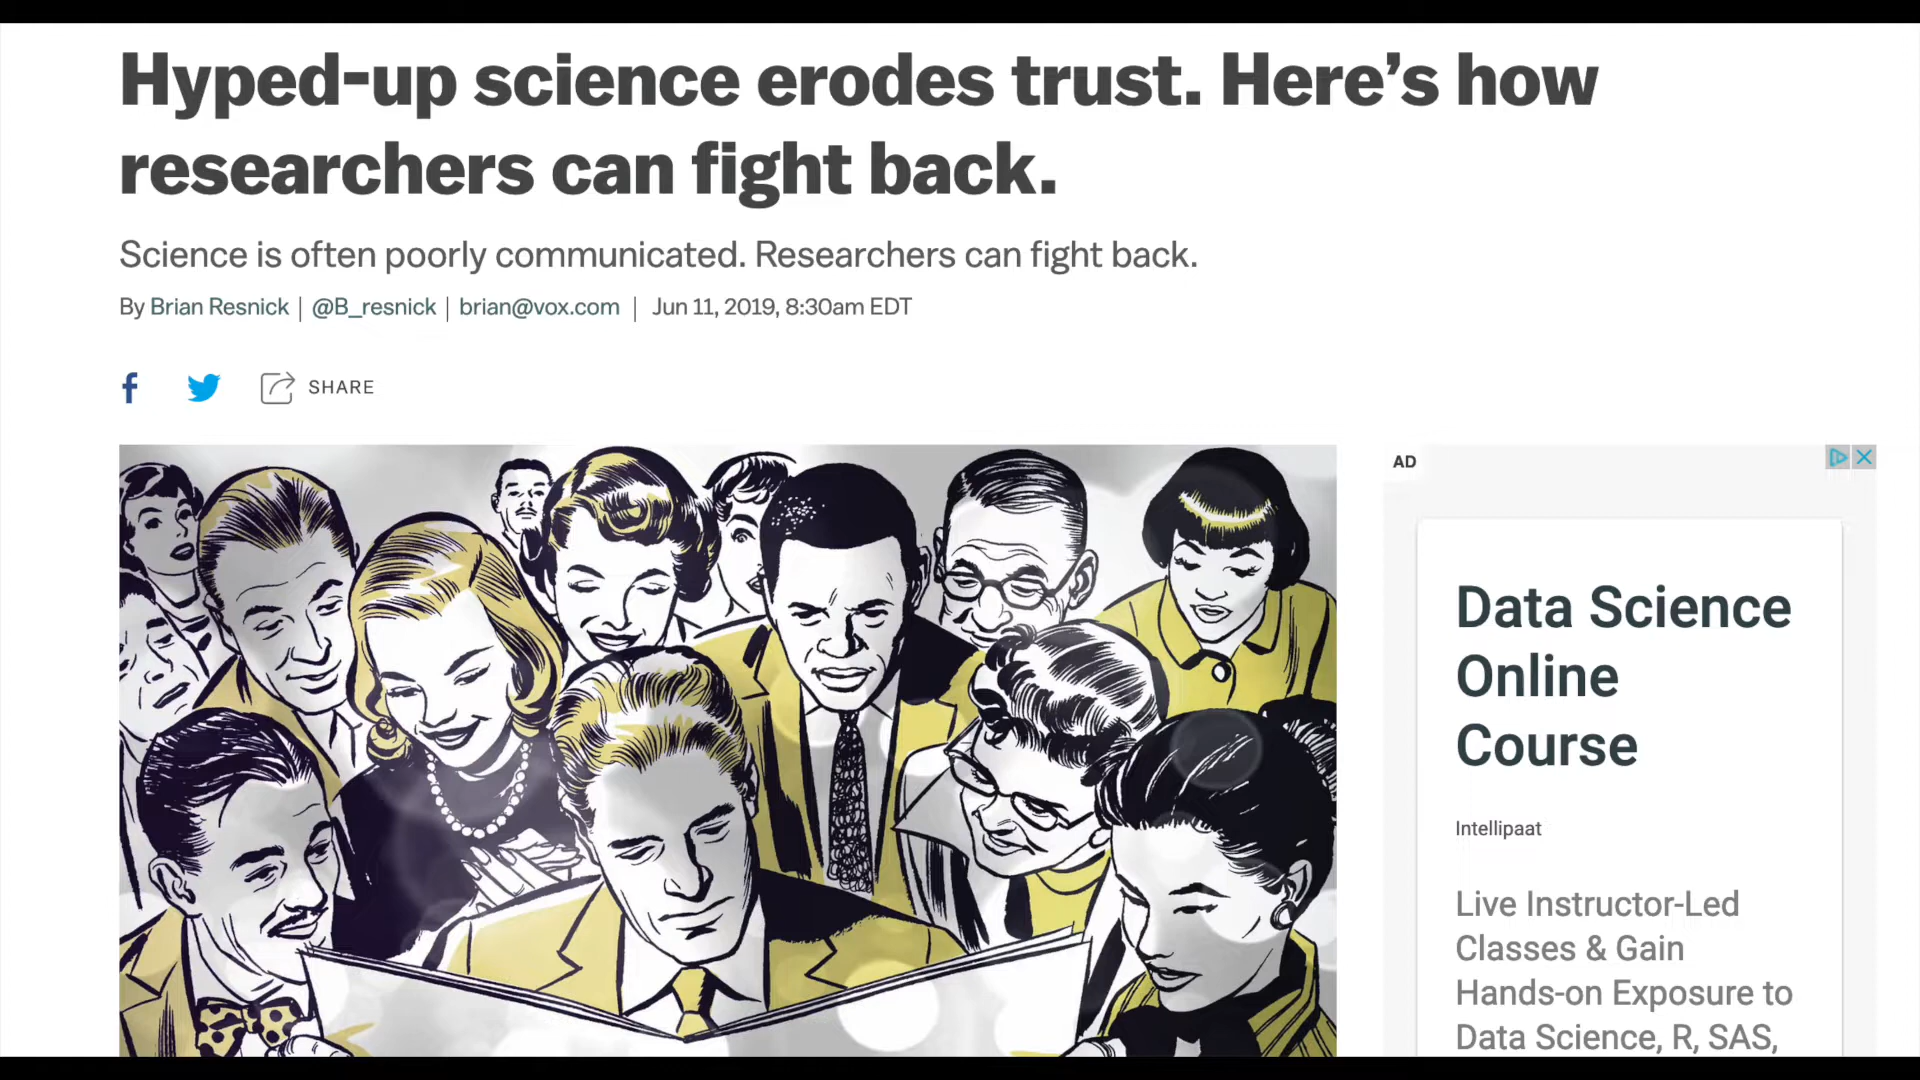 Hyped-up science erodes trust. Here’s how
researchers can fight back.
Science is often poorly communicated. Researchers can fight back.
By Brian Resnick | @B_resnick | brian@vox.com | Jun 11, 2019, 8:30am EDT
SHARE
AD
Data Science
Online
Course
Intellipaat
Live Instructor-Led
Classes & Gain
Hands-on Exposure to
Data Science, R, SAS,